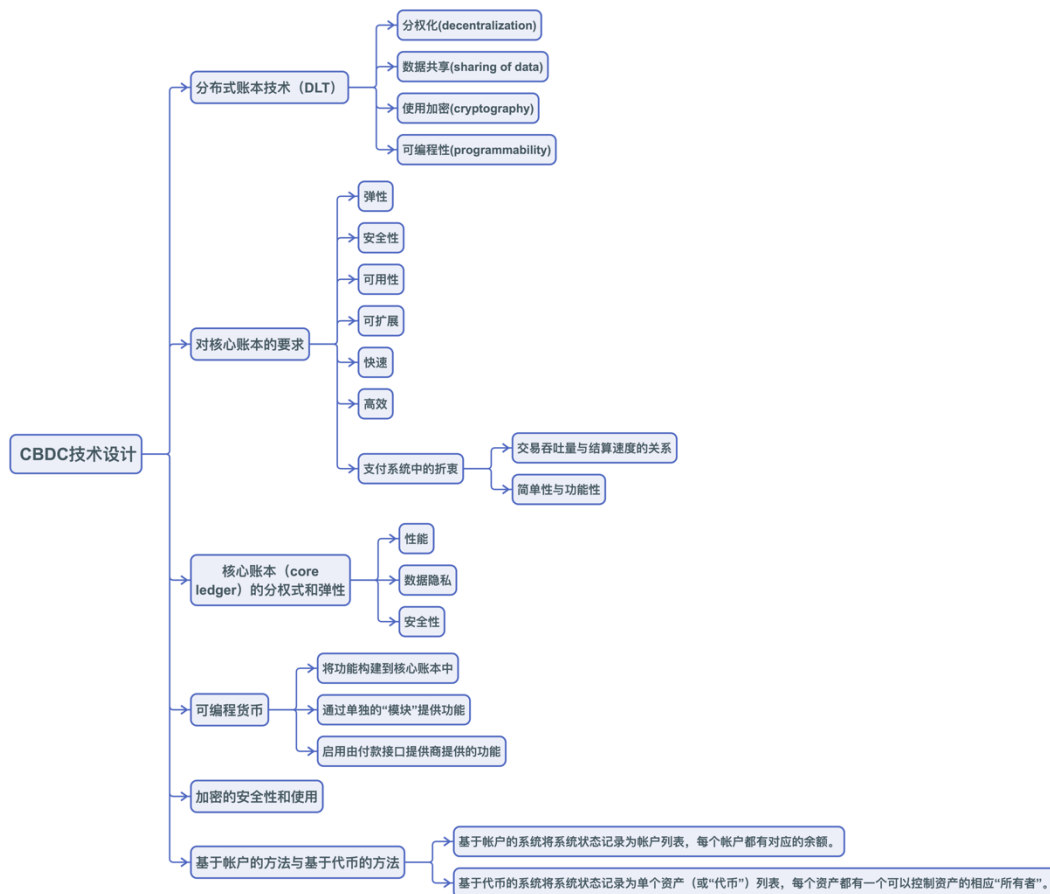 CBDC技术设计
分布式账本技术（DLT）
分权化(decentralization)
数据共享(sharing of data)
使用加密(cryptography)
可编程性(programmability)
对核心账本的要求
弹性
安全性
可用性
可扩展
快速
高效
支付系统中的折衷
交易吞吐量与结算速度的关系
简单性与功能性
核心账本（core
ledger）的分权式和弹性
性能
数据隐私
安全性
可编程货币
将功能构建到核心账本中
通过单独的“模块”提供功能
启用由付款接口提供商提供的功能
加密的安全性和使用
基于帐户的方法与基于代币的方法
基于帐户的系统将系统状态记录为帐户列表，每个帐户都有对应的余额。
基于代币的系统将系统状态记录为单个资产（或“代币”）列表，每个资产都有一个可以控制资产的相应“所有者”。